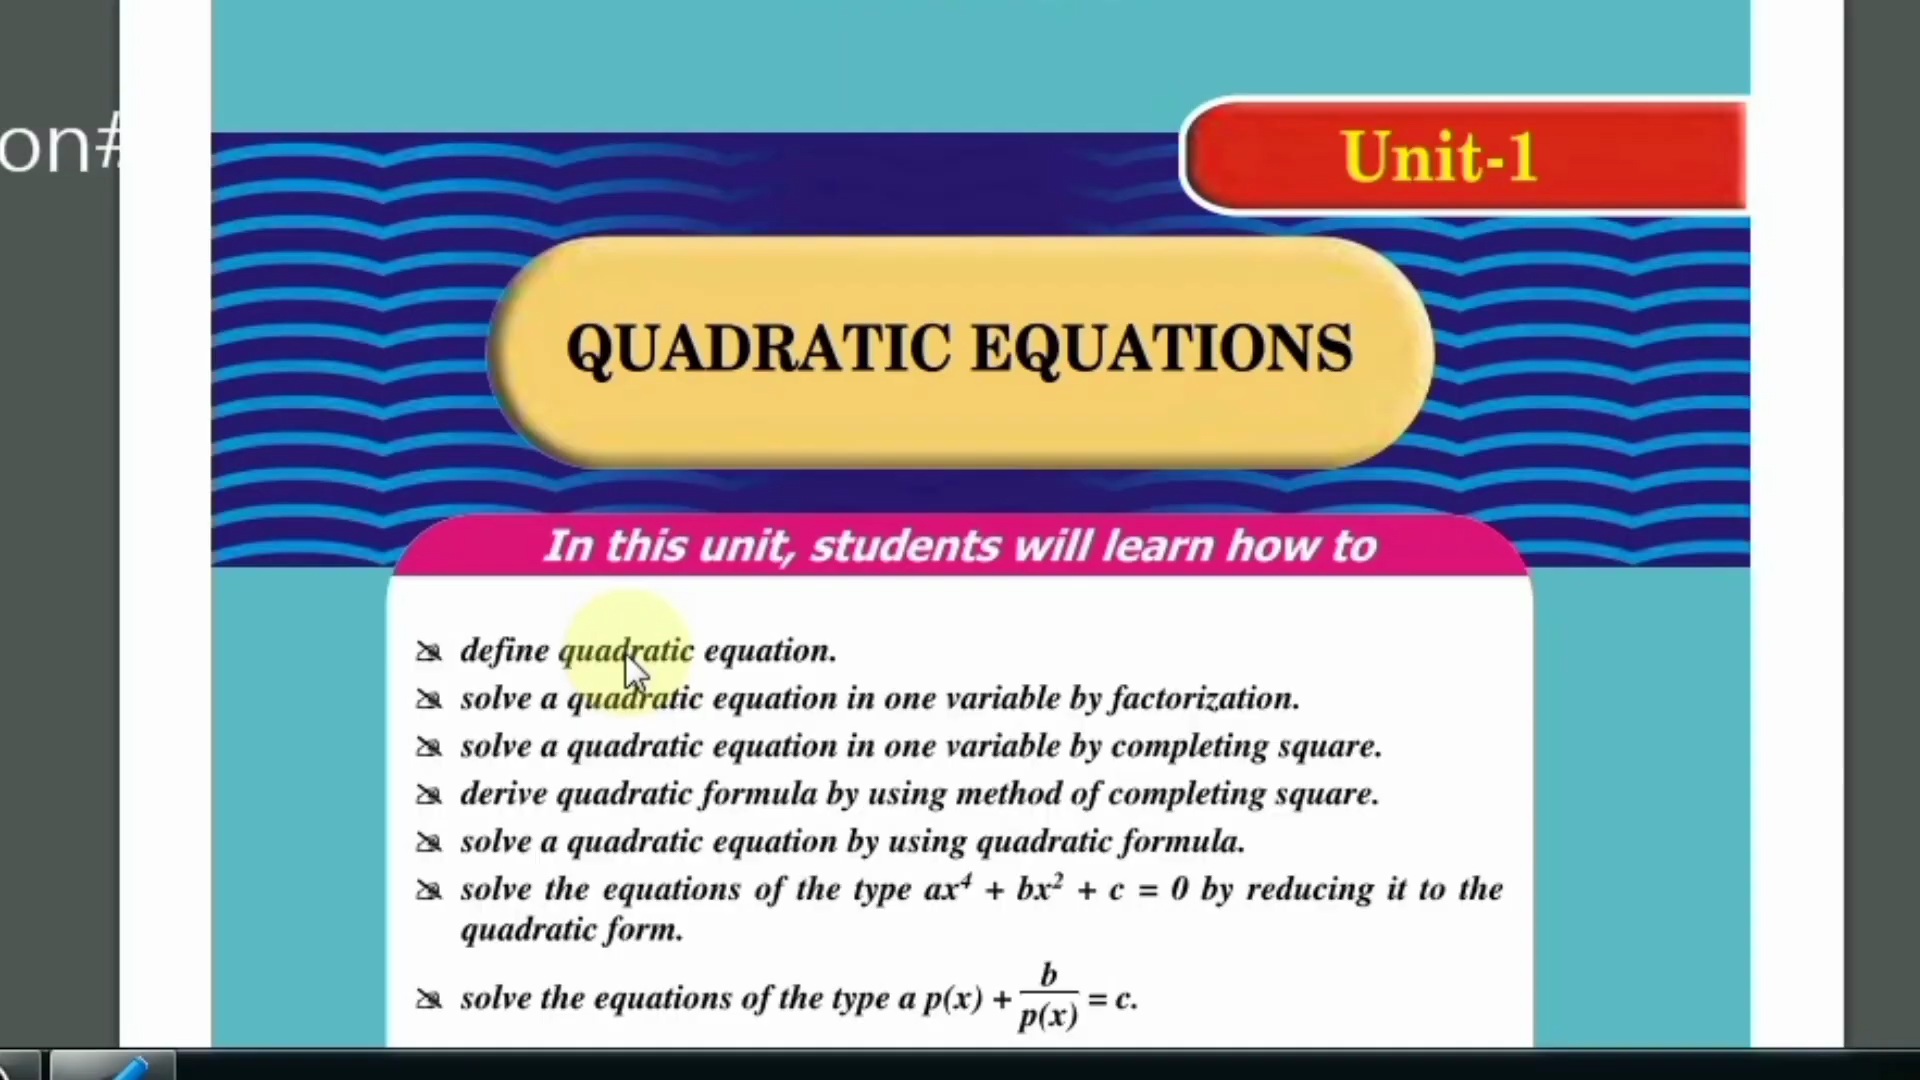 on#
Unit-1
QUADRATIC EQUATIONS
In this unit, students will learn how to
define quadratic equation.
solve a quadratic equation in one variable by factorization.
solve a quadratic equation in one variable by completing square.
derive quadratic formula by using method of completing square.
solve a quadratic equation by using quadratic formula.
solve the equations of the type ax⁴ + bx² + c = 0 by reducing it to the
quadratic form.
solve the equations of the type a p(x) + b/p(x) = c.